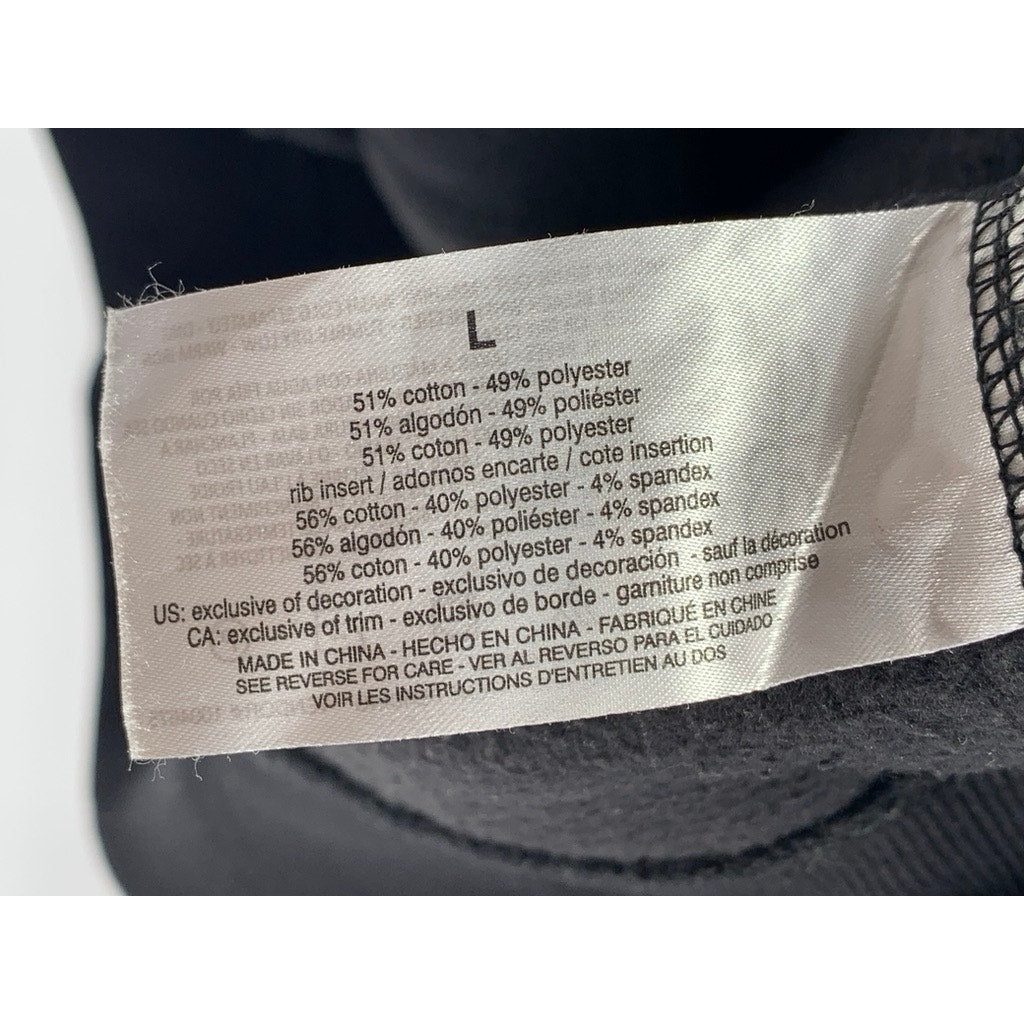 L
51% cotton - 49% polyester
51% algodón - 49% poliéster
51% coton - 49% polyester
rib insert / adornos encarte / cote insertion
56% cotton - 40% polyester - 4% spandex
56% algodón - 40% poliéster - 4% spandex
56% coton - 40% polyester - 4% spandex
US: exclusive of decoration - exclusivo de decoración - sauf la décoration
CA: exclusive of trim - exclusivo de borde - garniture non comprise
MADE IN CHINA - HECHO EN CHINA - FABRIQUÉ EN CHINE
SEE REVERSE FOR CARE - VER AL REVERSO PARA EL CUIDADO
VOIR LES INSTRUCTIONS D'ENTRETIEN AU DOS